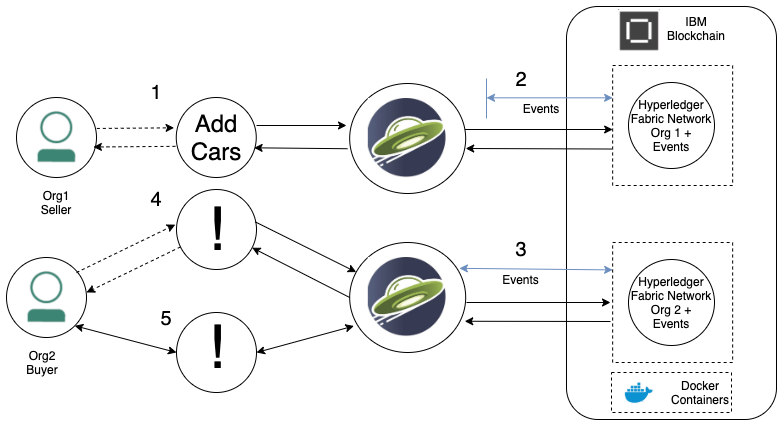 IBM
Blockchain
1
2
Add
Cars
Events
Hyperledger
Fabric Network
Org 1 +
Events
Org1
Seller
4
!
3
Events
Hyperledger
Fabric Network
Org 2 +
Events
5
!
Org2
Buyer
Docker
Containers